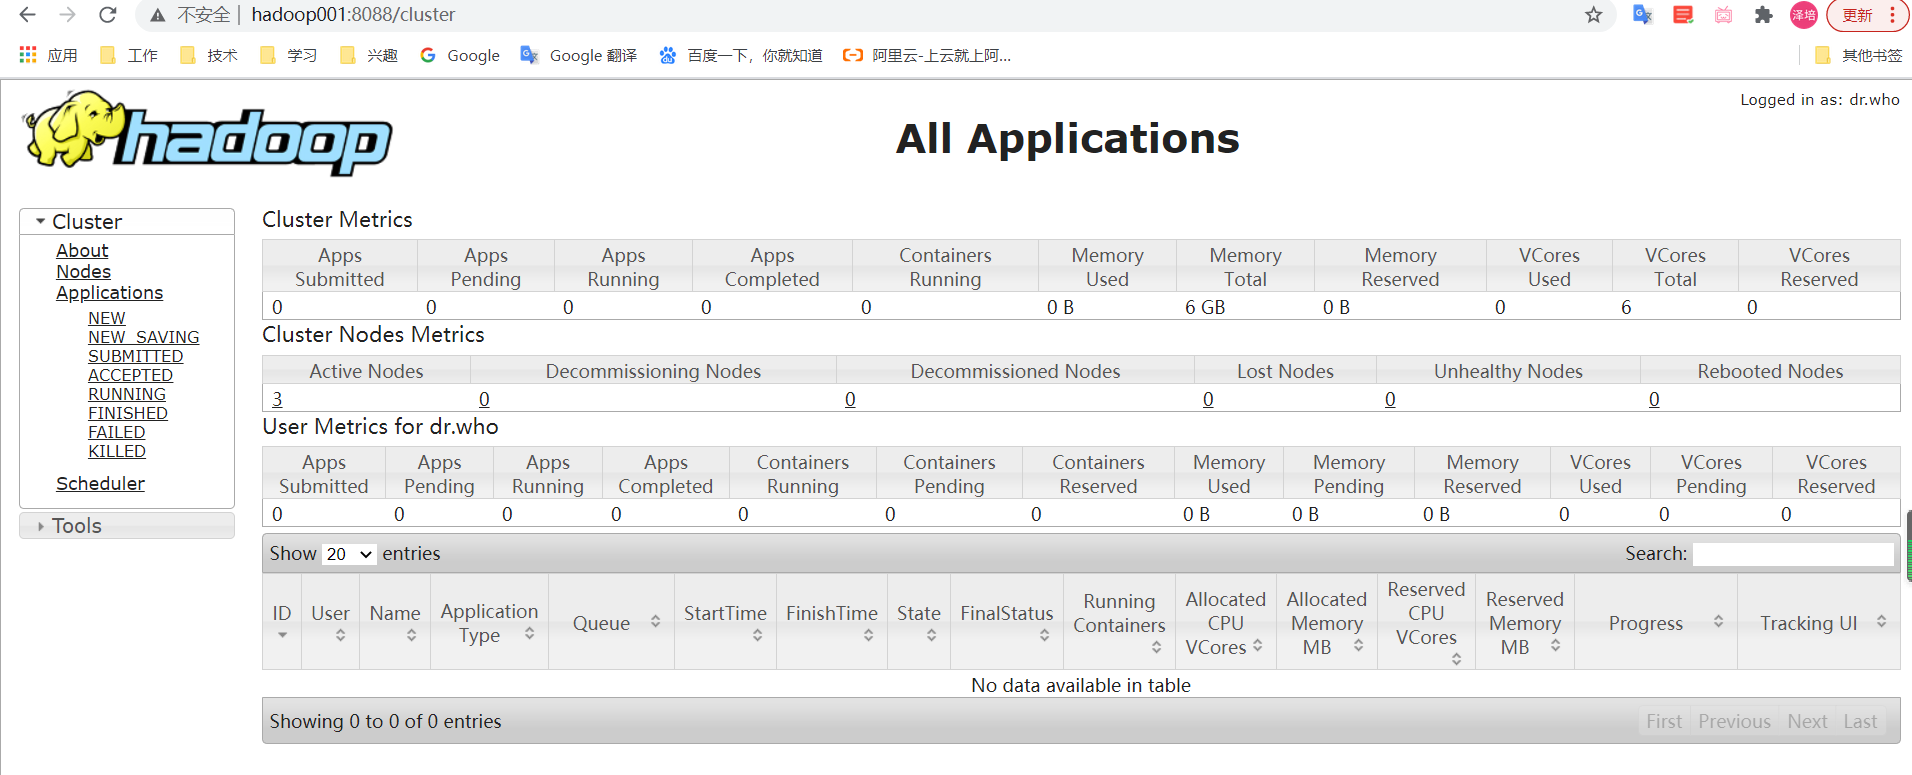 不安全 | hadoop001:8088/cluster
泽培
更新
应用 工作 技术 学习 兴趣 Google Google 翻译 百度一下，你就知道 阿里云-上云就上阿... 其他书签
Logged in as: dr.who
hadoop
All Applications
Cluster
About
Nodes
Applications
NEW
NEW_SAVING
SUBMITTED
ACCEPTED
RUNNING
FINISHED
FAILED
KILLED
Scheduler
Tools
Cluster Metrics
Apps Submitted Apps Pending Apps Running Apps Completed Containers Running Memory Used Memory Total Memory Reserved VCores Used VCores Total VCores Reserved
0 0 0 0 0 0 B 6 GB 0 B 0 6 0
Cluster Nodes Metrics
Active Nodes Decommissioning Nodes Decommissioned Nodes Lost Nodes Unhealthy Nodes Rebooted Nodes
3 0 0 0 0 0
User Metrics for dr.who
Apps Submitted Apps Pending Apps Running Apps Completed Containers Running Containers Pending Containers Reserved Memory Used Memory Pending Memory Reserved VCores Used VCores Pending VCores Reserved
0 0 0 0 0 0 0 0 B 0 B 0 B 0 0 0
Show 20 entries Search:
ID User Name Application Type Queue StartTime FinishTime State FinalStatus Running Containers Allocated CPU VCores Allocated Memory MB Reserved CPU VCores Reserved Memory MB Progress Tracking UI
No data available in table
Showing 0 to 0 of 0 entries First Previous Next Last